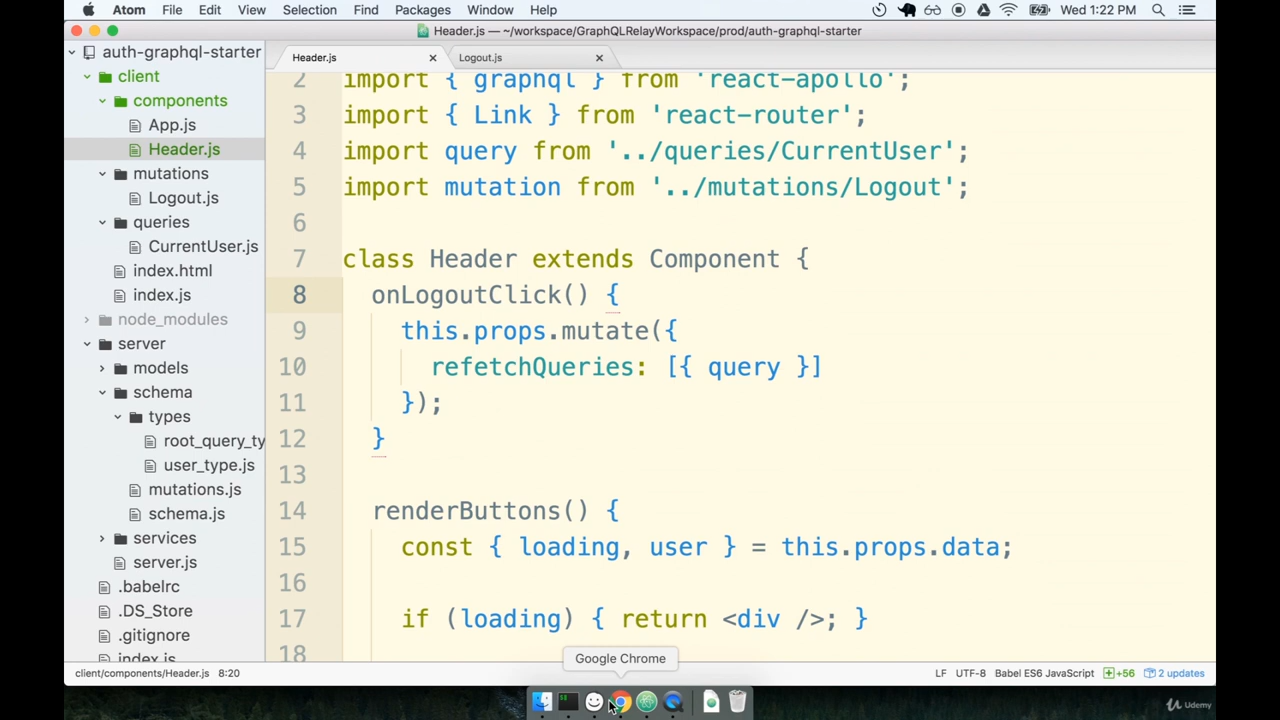 Atom File Edit View Selection Find Packages Window Help Wed 1:22 PM
Header.js — ~/workspace/GraphQLRelayWorkspace/prod/auth-graphql-starter
auth-graphql-starter
client
components
App.js
Header.js
mutations
Logout.js
queries
CurrentUser.js
index.html
index.js
node_modules
server
models
schema
types
root_query_ty
user_type.js
mutations.js
schema.js
services
server.js
.babelrc
.DS_Store
.gitignore
index.js
Header.js Logout.js
2 import { graphql } from 'react-apollo';
3 import { Link } from 'react-router';
4 import query from '../queries/CurrentUser';
5 import mutation from '../mutations/Logout';
6
7 class Header extends Component {
8 onLogoutClick() {
9 this.props.mutate({
10 refetchQueries: [{ query }]
11 });
12 }
13
14 renderButtons() {
15 const { loading, user } = this.props.data;
16
17 if (loading) { return <div />; }
18
Google Chrome
client/components/Header.js 8:20 LF UTF-8 Babel ES6 JavaScript +56 2 updates
Udemy